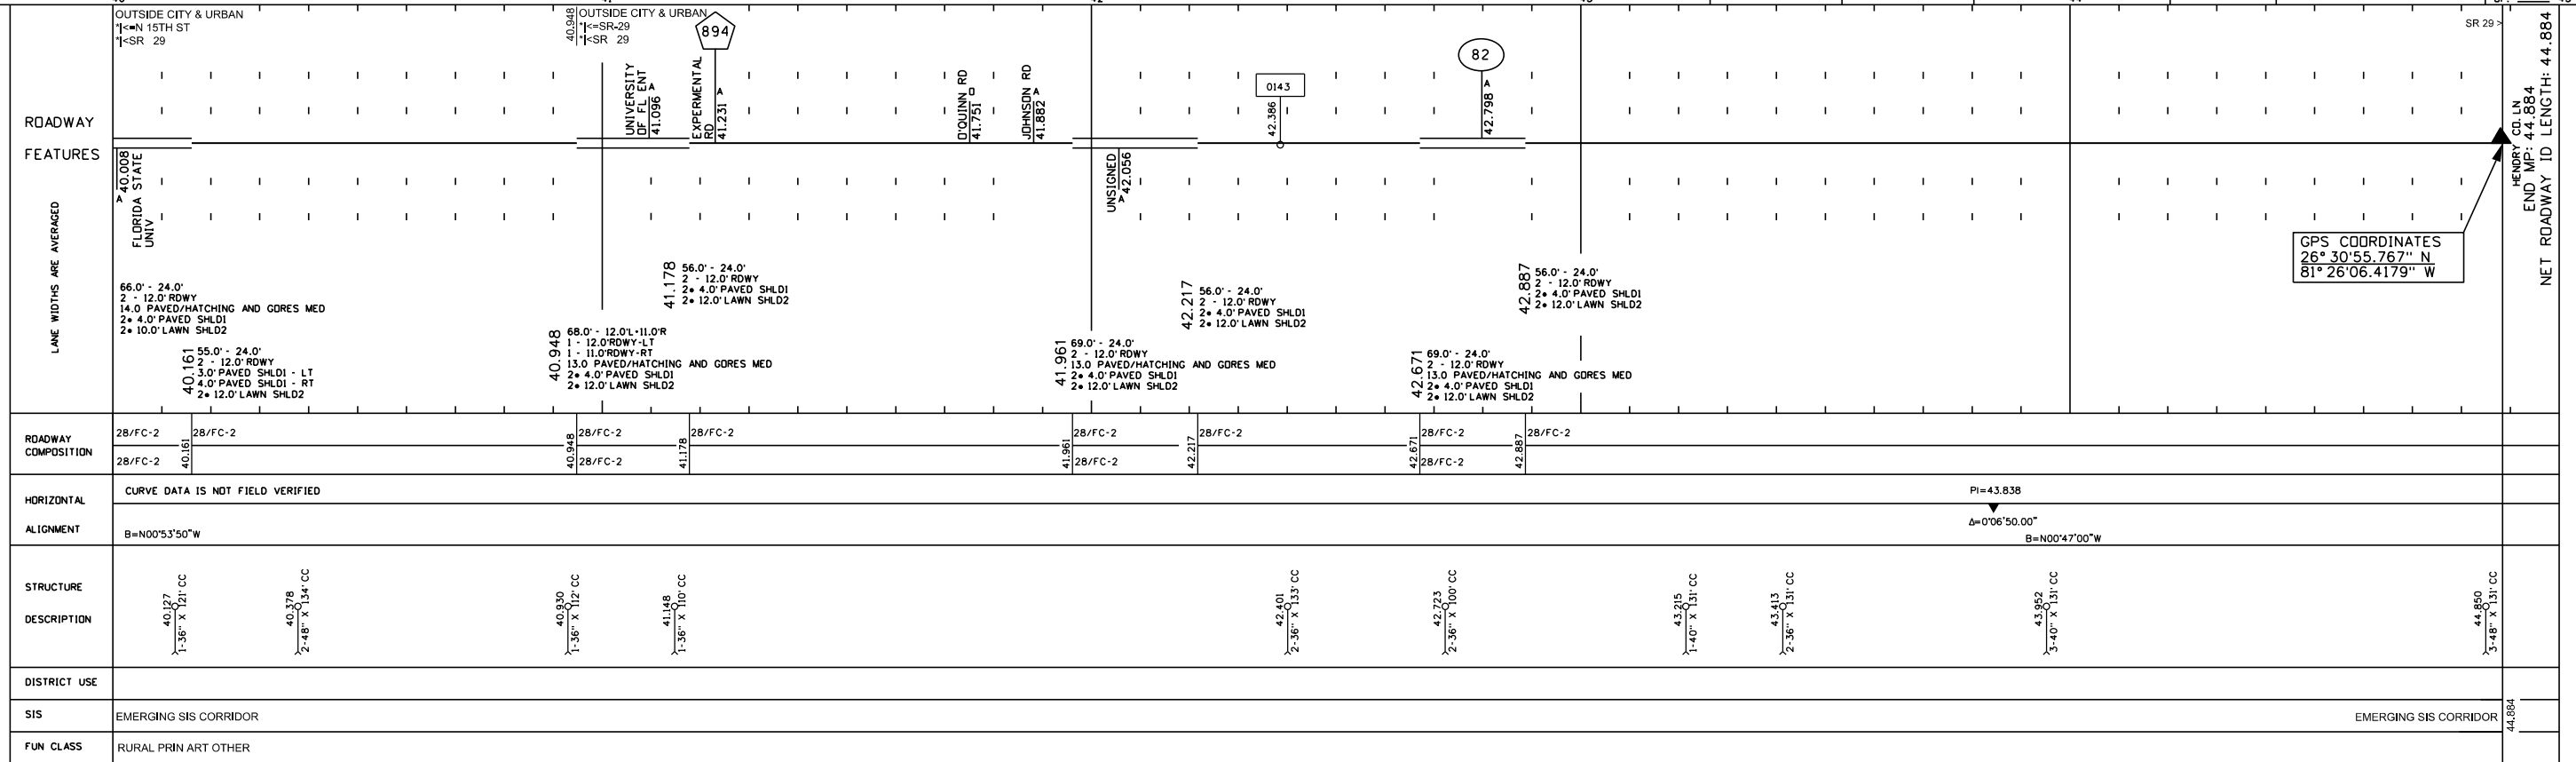 OUTSIDE CITY & URBAN
*|<=N 15TH ST
*|<SR 29
40.948
OUTSIDE CITY & URBAN
*|<=SR-29
*|<SR 29
SR 29 >
894
82
0143
ROADWAY
FEATURES
LANE WIDTHS ARE AVERAGED
A 40.008
FLORIDA STATE
UNIV
UNIVERSITY
OF FL ENT
A
41.096
EXPERMENTAL
RD
A
41.231
O'QUINN RD
41.751
JOHNSON RD
A
41.882
UNSIGNED
A
42.056
42.386
A
42.798
HENDRY CO. LN
END MP: 44.884
NET ROADWAY ID LENGTH: 44.884
GPS COORDINATES
26° 30'55.767" N
81° 26'06.4179" W
66.0' - 24.0'
2 - 12.0' RDWY
14.0 PAVED/HATCHING AND GORES MED
2• 4.0' PAVED SHLD1
2• 10.0' LAWN SHLD2
40.161
55.0' - 24.0'
2 - 12.0' RDWY
3.0' PAVED SHLD1 - LT
4.0' PAVED SHLD1 - RT
2• 12.0' LAWN SHLD2
40.948
68.0' - 12.0'L•11.0'R
1 - 12.0'RDWY-LT
1 - 11.0'RDWY-RT
13.0 PAVED/HATCHING AND GORES MED
2• 4.0' PAVED SHLD1
2• 12.0' LAWN SHLD2
41.178
56.0' - 24.0'
2 - 12.0' RDWY
2• 4.0' PAVED SHLD1
2• 12.0' LAWN SHLD2
41.961
69.0' - 24.0'
2 - 12.0' RDWY
13.0 PAVED/HATCHING AND GORES MED
2• 4.0' PAVED SHLD1
2• 12.0' LAWN SHLD2
42.217
56.0' - 24.0'
2 - 12.0' RDWY
2• 4.0' PAVED SHLD1
2• 12.0' LAWN SHLD2
42.671
69.0' - 24.0'
2 - 12.0' RDWY
13.0 PAVED/HATCHING AND GORES MED
2• 4.0' PAVED SHLD1
2• 12.0' LAWN SHLD2
42.887
56.0' - 24.0'
2 - 12.0' RDWY
2• 4.0' PAVED SHLD1
2• 12.0' LAWN SHLD2
ROADWAY
COMPOSITION
28/FC-2
40.161
28/FC-2
40.948
28/FC-2
41.178
28/FC-2
41.961
28/FC-2
42.217
28/FC-2
42.671
28/FC-2
42.887
28/FC-2
28/FC-2
28/FC-2
28/FC-2
28/FC-2
HORIZONTAL
ALIGNMENT
CURVE DATA IS NOT FIELD VERIFIED
PI=43.838
Δ=0°06'50.00"
B=N00°53'50"W
B=N00°47'00"W
STRUCTURE
DESCRIPTION
40.127
1-36" X 121' CC
40.378
2-48" X 134' CC
40.930
1-36" X 112' CC
41.148
1-36" X 110' CC
42.401
2-36" X 133' CC
42.723
2-36" X 100' CC
43.215
1-40" X 131' CC
43.413
2-36" X 131' CC
43.952
3-40" X 131' CC
44.850
3-48" X 131' CC
DISTRICT USE
SIS
EMERGING SIS CORRIDOR
EMERGING SIS CORRIDOR
44.884
FUN CLASS
RURAL PRIN ART OTHER